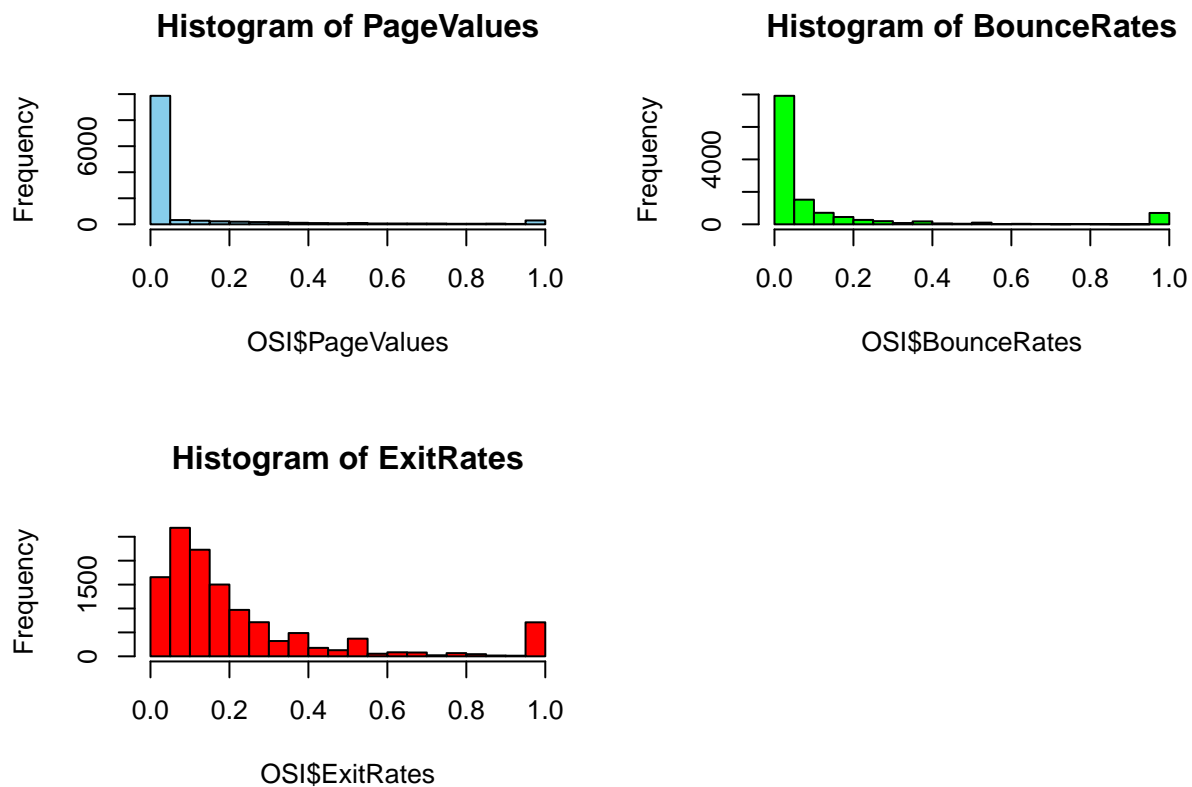 Histogram of PageValues
Frequency
6000
0
0.0 0.2 0.4 0.6 0.8 1.0
OSI$PageValues
Histogram of BounceRates
Frequency
4000
0
0.0 0.2 0.4 0.6 0.8 1.0
OSI$BounceRates
Histogram of ExitRates
Frequency
1500
0
0.0 0.2 0.4 0.6 0.8 1.0
OSI$ExitRates